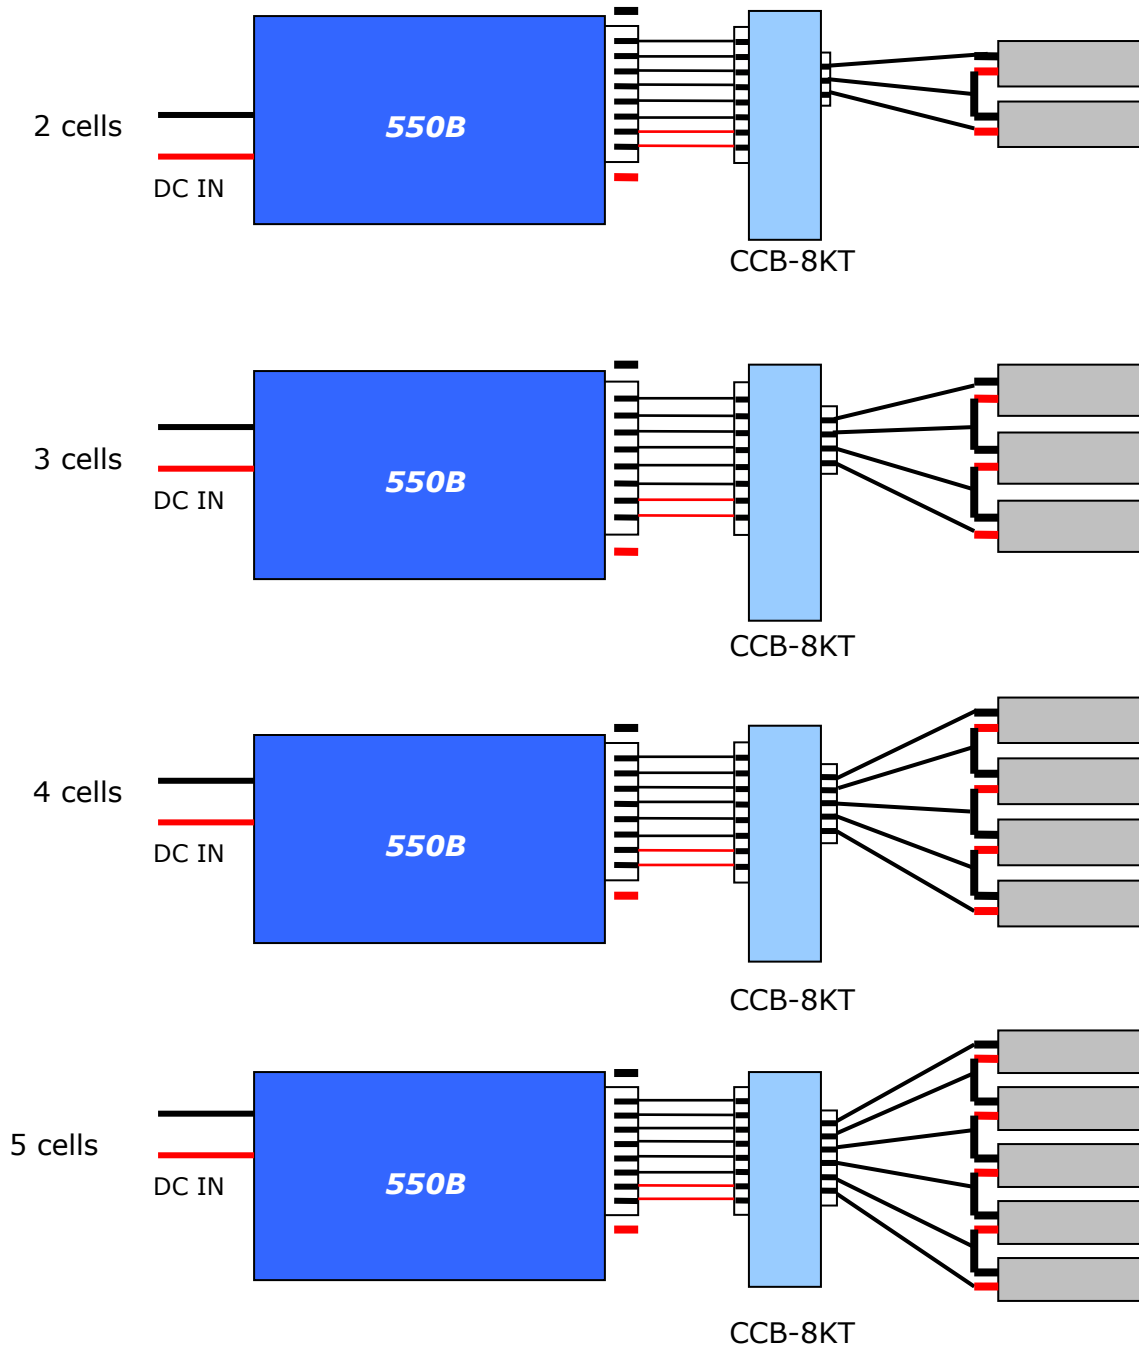 2 cells
550B
DC IN
CCB-8KT
3 cells
550B
DC IN
CCB-8KT
4 cells
550B
DC IN
CCB-8KT
5 cells
550B
DC IN
CCB-8KT